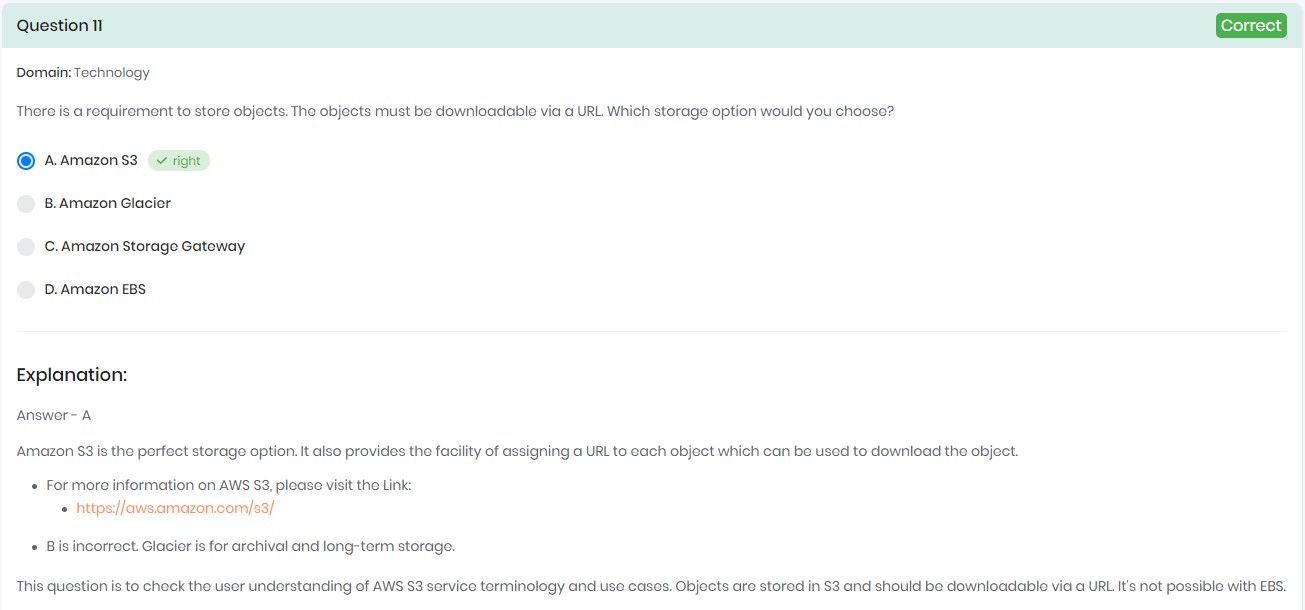 Question 11
Correct
Domain: Technology
There is a requirement to store objects. The objects must be downloadable via a URL. Which storage option would you choose?
A. Amazon S3
right
B. Amazon Glacier
C. Amazon Storage Gateway
D. Amazon EBS
Explanation:
Answer - A
Amazon S3 is the perfect storage option. It also provides the facility of assigning a URL to each object which can be used to download the object.
For more information on AWS S3, please visit the Link:
https://aws.amazon.com/s3/
B is incorrect. Glacier is for archival and long-term storage.
This question is to check the user understanding of AWS S3 service terminology and use cases. Objects are stored in S3 and should be downloadable via a URL. It's not possible with EBS.